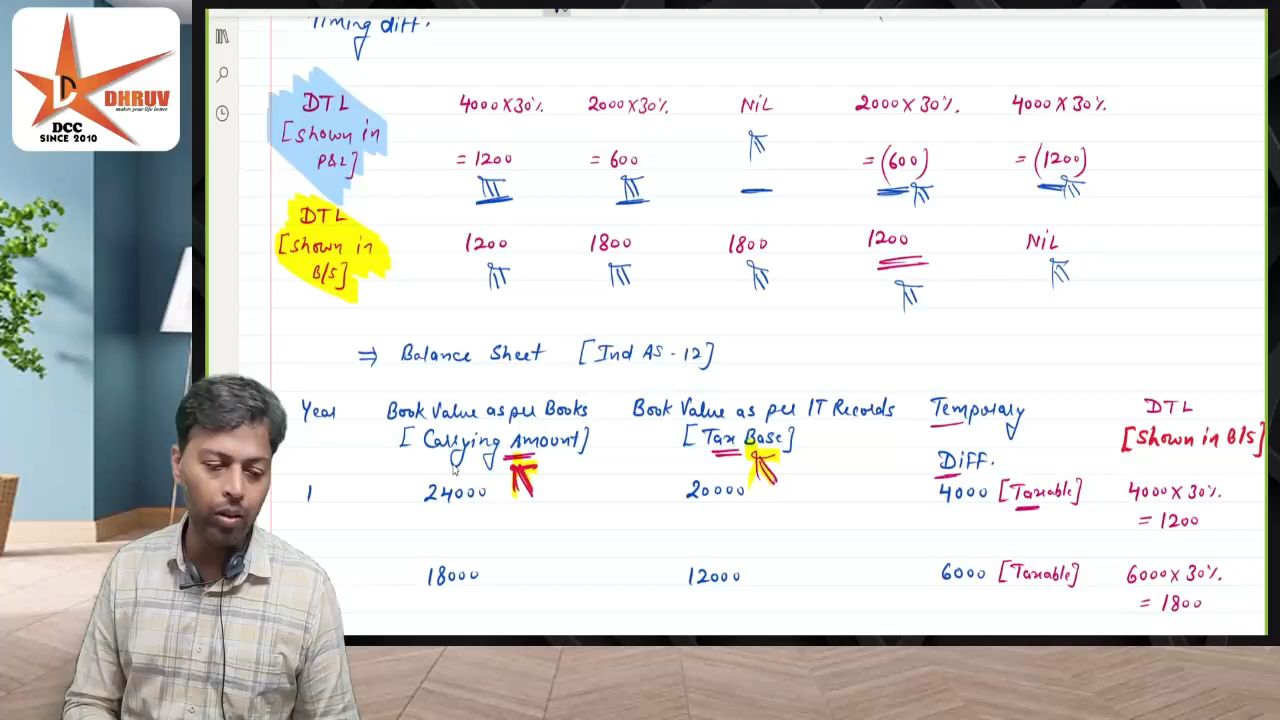 DHRUV
makes your life better
DCC
SINCE 2010
Timing diff.
DTL [Shown in P&L] 4000 X 30% 2000 X 30% NiL 2000 X 30% 4000 X 30%
= 1200 = 600 = (600) = (1200)
DTL [Shown in B/S] 1200 1800 1800 1200 NiL
⇒ Balance Sheet [Ind AS - 12]
Year Book Value as per Books Book Value as per IT Records Temporary DTL
[Carrying Amount] [Tax Base] Diff. [Shown in B/S]
1 24000 20000 4000 [Taxable] 4000 X 30%
= 1200
18000 12000 6000 [Taxable] 6000 X 30%
= 1800